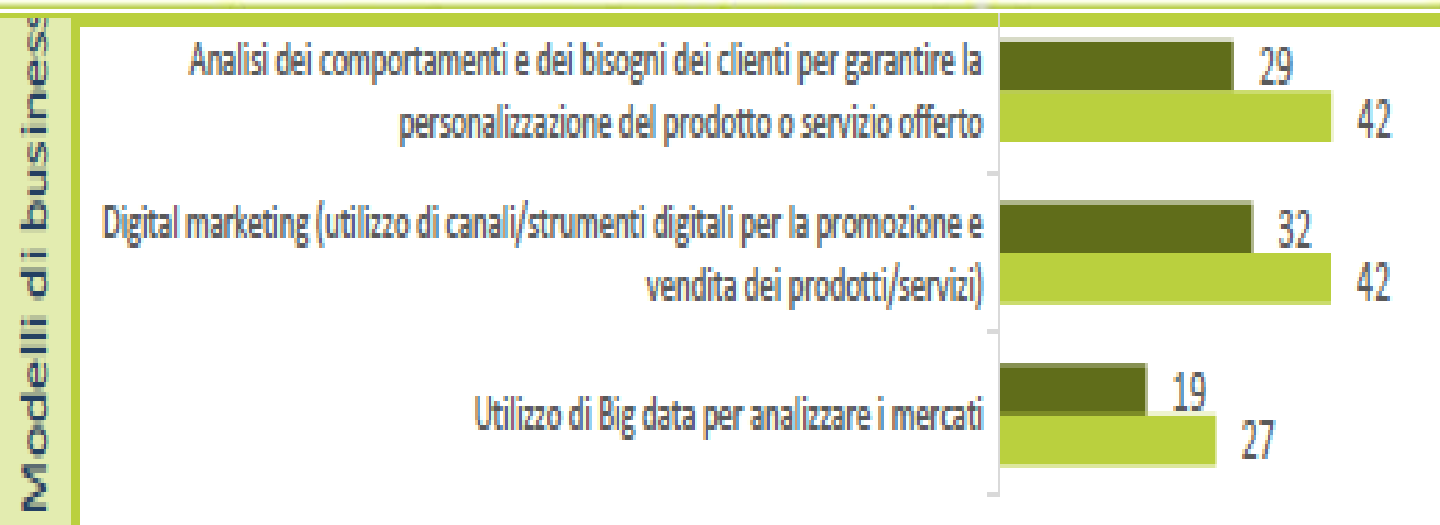 Modelli di business
Analisi dei comportamenti e dei bisogni dei clienti per garantire la
personalizzazione del prodotto o servizio offerto
29
42
Digital marketing (utilizzo di canali/strumenti digitali per la promozione e
vendita dei prodotti/servizi)
32
42
Utilizzo di Big data per analizzare i mercati
19
27